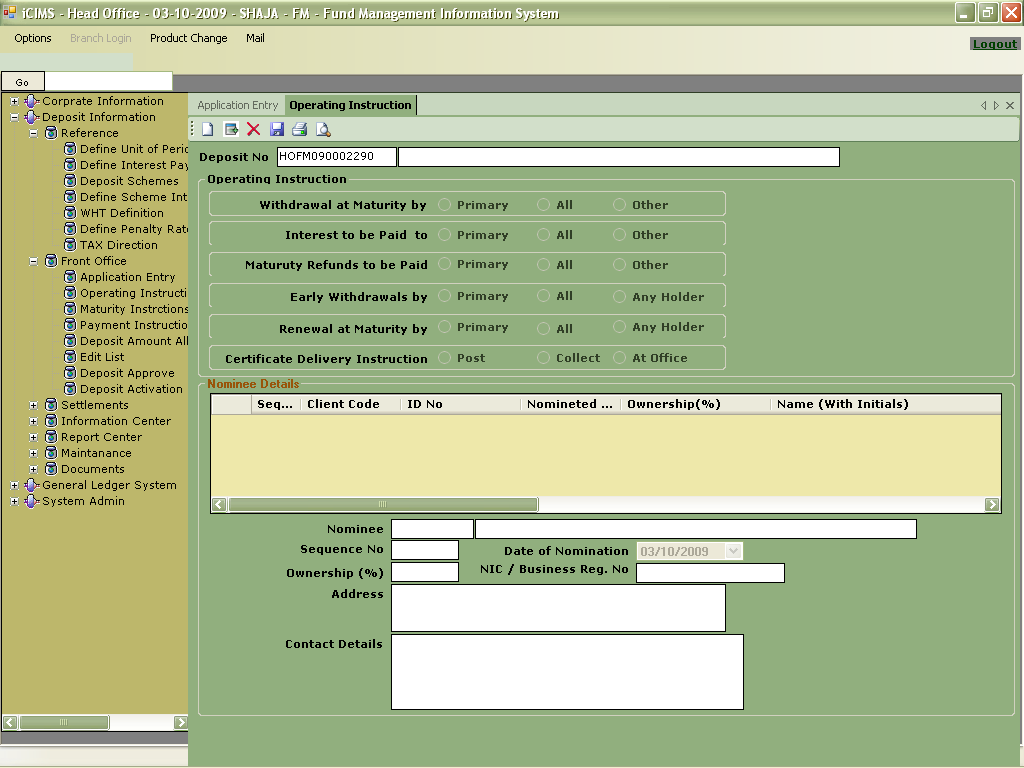 iCIMS - Head Office - 03-10-2009 - SHAJA - FM - Fund Management Information System
Options Branch Login Product Change Mail
Logout
Go
Corprate Information
Deposit Information
Reference
Define Unit of Peric
Define Interest Pay
Deposit Schemes
Define Scheme Int
WHT Definition
Define Penalty Rate
TAX Direction
Front Office
Application Entry
Operating Instructi
Maturity Instrctions
Payment Instructio
Deposit Amount All
Edit List
Deposit Approve
Deposit Activation
Settlements
Information Center
Report Center
Maintanance
Documents
General Ledger System
System Admin
Application Entry Operating Instruction
Deposit No HOFM090002290
Operating Instruction
Withdrawal at Maturity by Primary All Other
Interest to be Paid to Primary All Other
Maturuty Refunds to be Paid Primary All Other
Early Withdrawals by Primary All Any Holder
Renewal at Maturity by Primary All Any Holder
Certificate Delivery Instruction Post Collect At Office
Nominee Details
Seq... Client Code ID No Nomineted ... Ownership(%) Name (With Initials)
Nominee
Sequence No Date of Nomination 03/10/2009
Ownership (%) NIC / Business Reg. No
Address
Contact Details